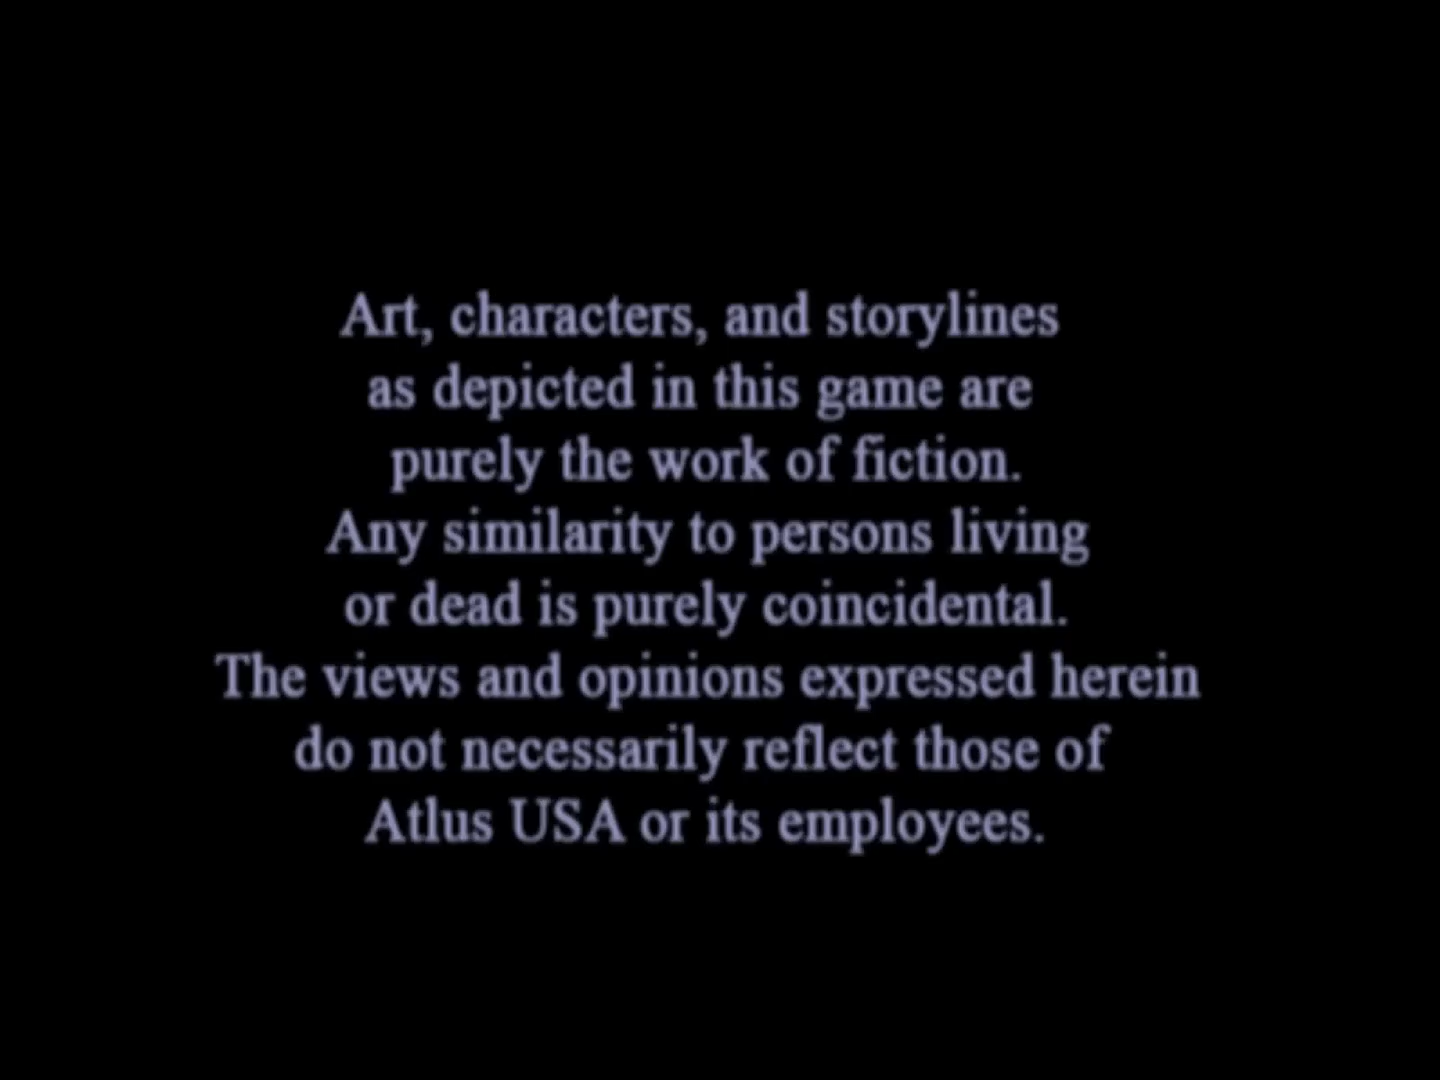 Art, characters, and storylines
as depicted in this game are
purely the work of fiction.
Any similarity to persons living
or dead is purely coincidental.
The views and opinions expressed herein
do not necessarily reflect those of
Atlus USA or its employees.